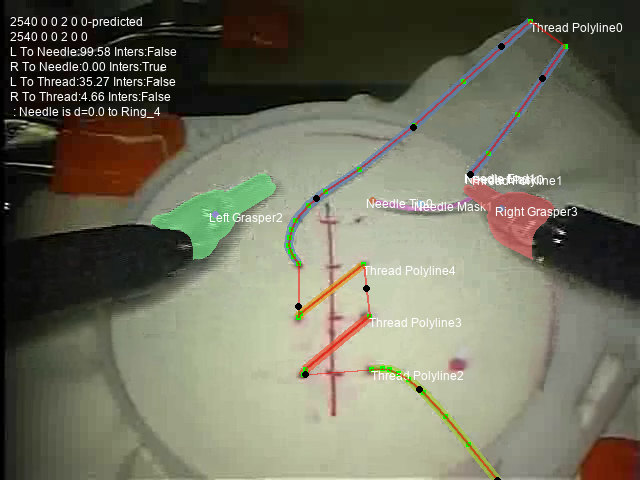 2540 0 0 2 0 0-predicted
2540 0 0 2 0 0
L To Needle:99.58 Inters:False
R To Needle:0.00 Inters:True
L To Thread:35.27 Inters:False
R To Thread:4.66 Inters:False
: Needle is d=0.0 to Ring_4
Thread Polyline0
Thread Polyline1
Needle Tip0
Needle Mask
Left Grasper2
Right Grasper3
Thread Polyline4
Thread Polyline3
Thread Polyline2